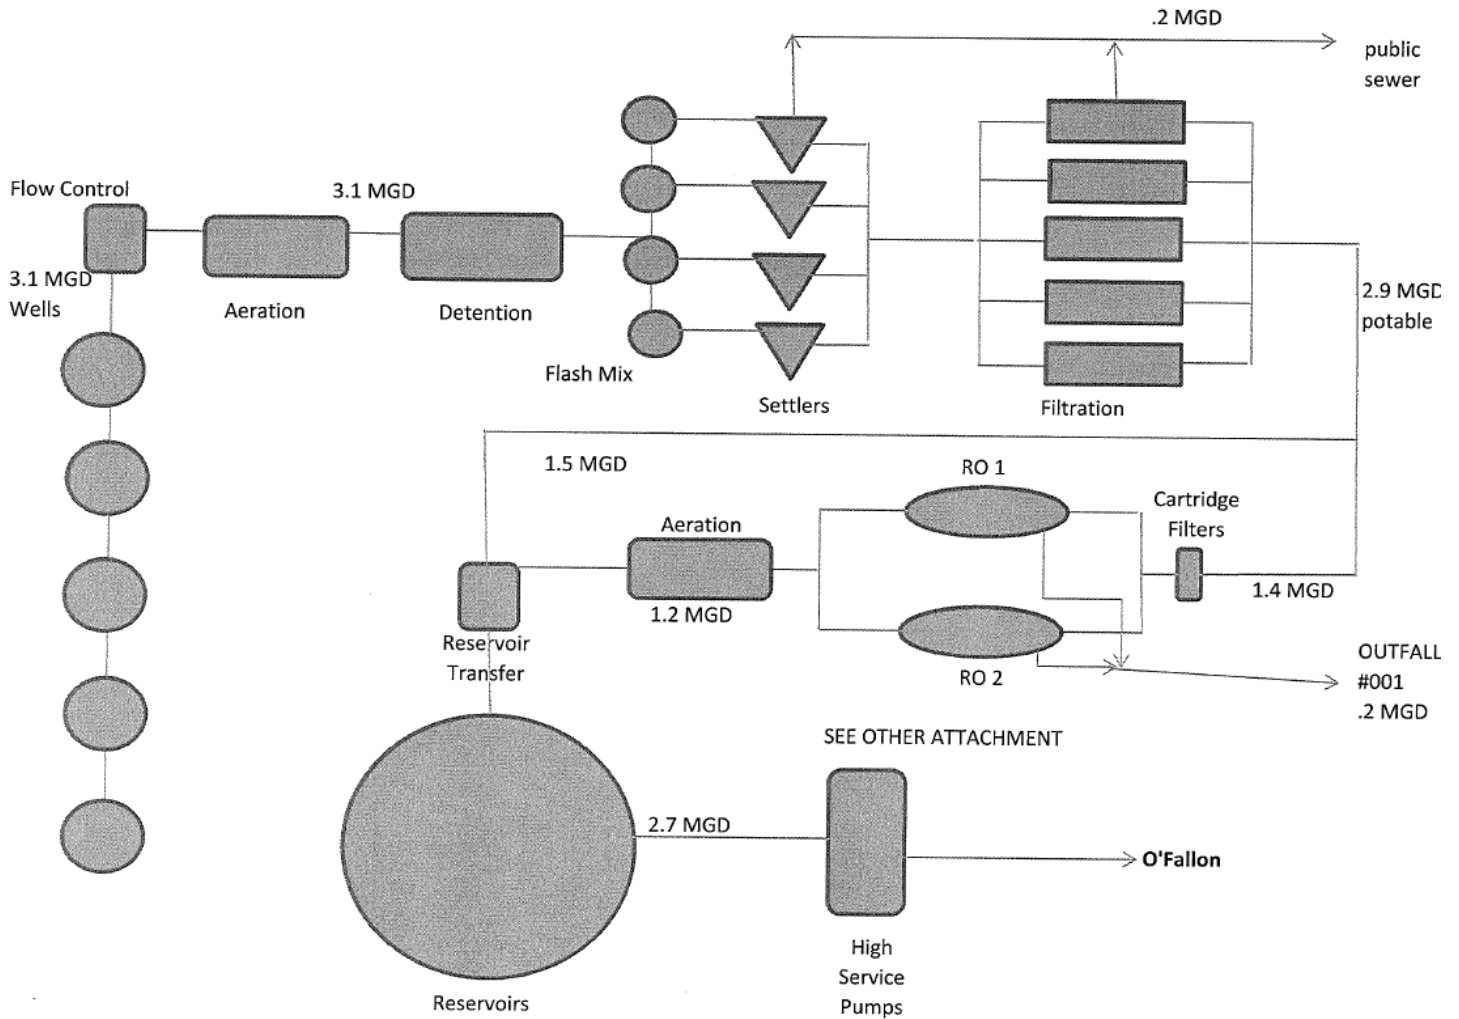 .2 MGD
public
sewer
Flow Control
3.1 MGD
3.1 MGD
Wells
Aeration
Detention
Flash Mix
Settlers
Filtration
2.9 MGD
potable
1.5 MGD
RO 1
Cartridge
Filters
Aeration
1.2 MGD
1.4 MGD
Reservoir
Transfer
RO 2
OUTFALL
#001
.2 MGD
SEE OTHER ATTACHMENT
2.7 MGD
O'Fallon
High
Service
Pumps
Reservoirs